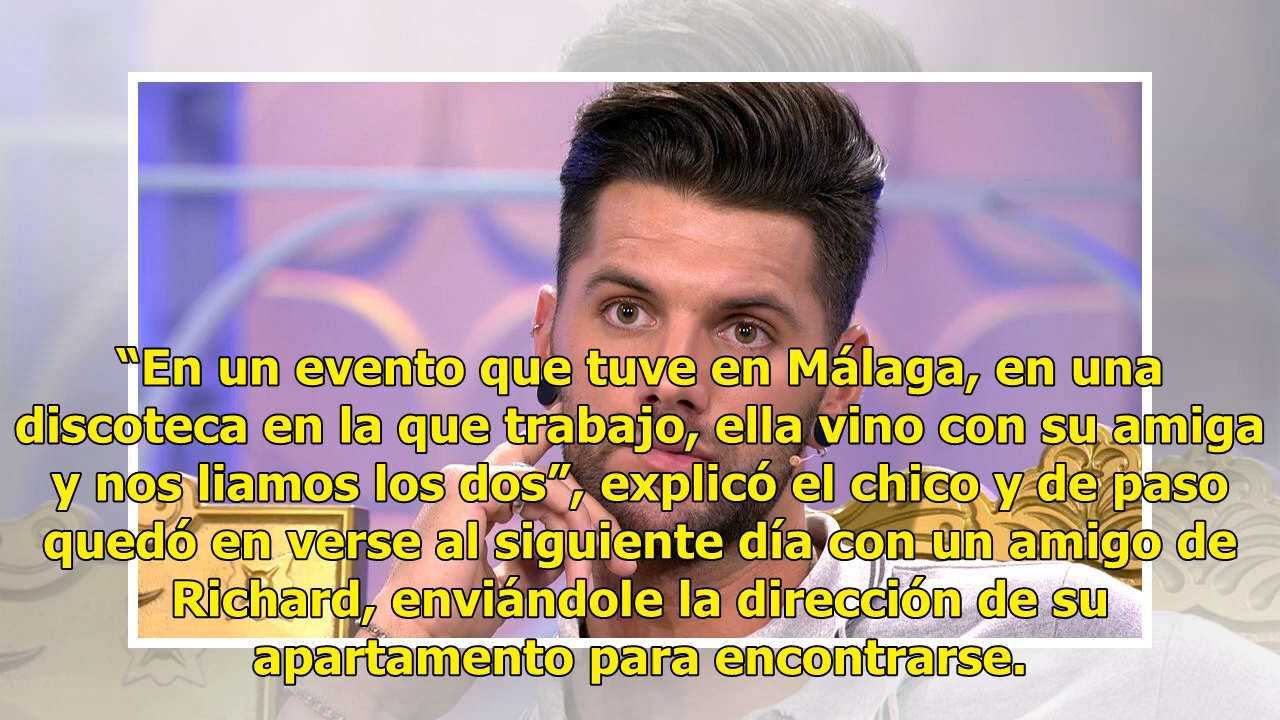 “En un evento que tuve en Málaga, en una
discoteca en la que trabajo, ella vino con su amiga
y nos liamos los dos”, explicó el chico y de paso
quedó en verse al siguiente día con un amigo de
Richard, enviándole la dirección de su
apartamento para encontrarse.